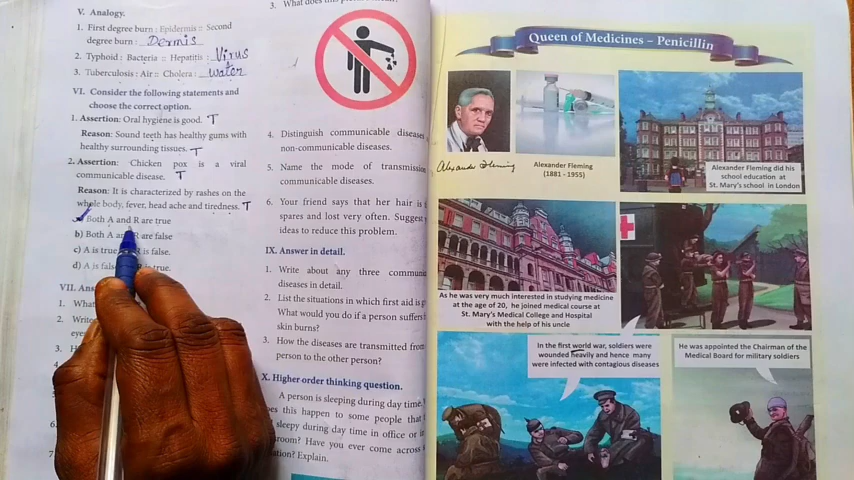 V. Analogy.
1. First degree burn : Epidermis :: Second
degree burn : Dermis
2. Typhoid : Bacteria :: Hepatitis : Virus
3. Tuberculosis : Air :: Cholera : water
VI. Consider the following statements and
choose the correct option.
1. Assertion: Oral hygiene is good. T
Reason: Sound teeth has healthy gums with
healthy surrounding tissues. T
2. Assertion: Chicken pox is a viral
communicable disease. T
Reason: It is characterized by rashes on the
whole body, fever, head ache and tiredness. T
Both A and R are true
b) Both A and R are false
c) A is true R is false.
d) A is false true.
VII.
1. What
2. Write
3.
3. What does this
4. Distinguish communicable diseases
non-communicable diseases.
5. Name the mode of transmission
communicable diseases.
6. Your friend says that her hair is
spares and lost very often. Suggest
to reduce this problem.
IX. Answer in detail.
1. Write about any three
diseases in detail.
2. List the situations in which first aid is
What would you do if a person suffers
skin burns?
3. How the diseases are transmitted from
person to the other person?
X. Higher order thinking question.
A person is sleeping during day time.
this happen to some people that
sleepy during day time in office or
Have you ever come across
Explain.
Queen of Medicines – Penicillin
Alexander Fleming
Alexander Fleming
(1881 - 1955)
Alexander Fleming did his
school education at
St. Mary's school in London
As he was very much interested in studying medicine
at the age of 20, he joined medical course at
St. Mary's Medical College and Hospital
with the help of his uncle
In the first world war, soldiers were
wounded heavily and hence many
were infected with contagious diseases
He was appointed the Chairman of the
Medical Board for military soldiers